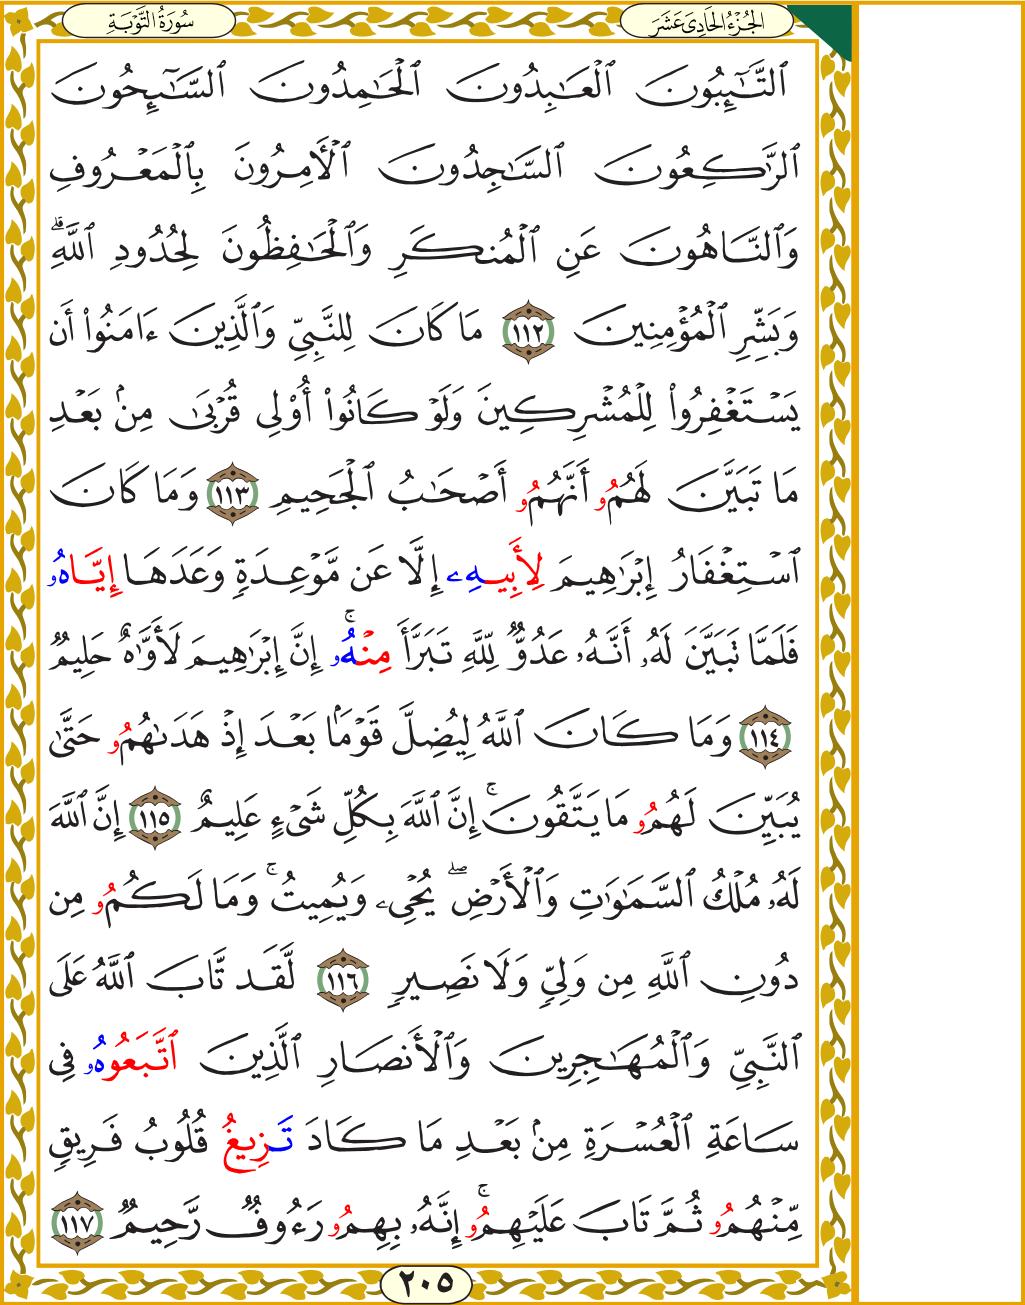 سُورَةُ التَّوْبَةِ
الجُزْءُ الحَادِي عَشَرَ
ٱلتَّـٰٓئِبُونَ ٱلْعَـٰبِدُونَ ٱلْحَـٰمِدُونَ ٱلسَّـٰٓئِحُونَ
ٱلرَّٰكِعُونَ ٱلسَّـٰجِدُونَ ٱلْأَمِرُونَ بِٱلْمَعْرُوفِ
وَٱلنَّاهُونَ عَنِ ٱلْمُنكَرِ وَٱلْحَـٰفِظُونَ لِحُدُودِ ٱللَّهِۗ
وَبَشِّرِ ٱلْمُؤْمِنِينَ ١١٢ مَا كَانَ لِلنَّبِيِّ وَٱلَّذِينَ ءَامَنُوا۟ أَن
يَسْتَغْفِرُوا۟ لِلْمُشْرِكِينَ وَلَوْ كَانُوٓا۟ أُو۟لِي قُرْبَىٰ مِنۢ بَعْدِ
مَا تَبَيَّنَ لَهُمُۥ أَنَّهُمُۥ أَصْحَـٰبُ ٱلْجَحِيمِ ١١٣ وَمَا كَانَ
ٱسْتِغْفَارُ إِبْرَٰهِيمَ لِأَبِيهِۦ إِلَّا عَن مَّوْعِدَةٍ وَعَدَهَا إِيَّاهُۥ
فَلَمَّا تَبَيَّنَ لَهُۥ أَنَّهُۥ عَدُوٌّ لِّلَّهِ تَبَرَّأَ مِنْهُۥۚ إِنَّ إِبْرَٰهِيمَ لَأَوَّٰهٌ حَلِيمٌ
١١٤ وَمَا كَانَ ٱللَّهُ لِيُضِلَّ قَوْمًۢا بَعْدَ إِذْ هَدَىٰهُمُۥ حَتَّىٰ
يُبَيِّنَ لَهُمُۥ مَا يَتَّقُونَۚ إِنَّ ٱللَّهَ بِكُلِّ شَىْءٍ عَلِيمٌ ١١٥ إِنَّ ٱللَّهَ
لَهُۥ مُلْكُ ٱلسَّمَـٰوَٰتِ وَٱلْأَرْضِۖ يُحْىِۦ وَيُمِيتُۚ وَمَا لَكُمُۥ مِن
دُونِ ٱللَّهِ مِن وَلِيٍّ وَلَا نَصِيرٍ ١١٦ لَّقَد تَّابَ ٱللَّهُ عَلَى
ٱلنَّبِيِّ وَٱلْمُهَـٰجِرِينَ وَٱلْأَنصَارِ ٱلَّذِينَ ٱتَّبَعُوهُۥ فِى
سَاعَةِ ٱلْعُسْرَةِ مِنۢ بَعْدِ مَا كَادَ تَزِيغُ قُلُوبُ فَرِيقٍ
مِّنْهُمُۥ ثُمَّ تَابَ عَلَيْهِمُۥۚ إِنَّهُۥ بِهِمُۥ رَءُوفٌ رَّحِيمٌ ١١٧
٢٠٥